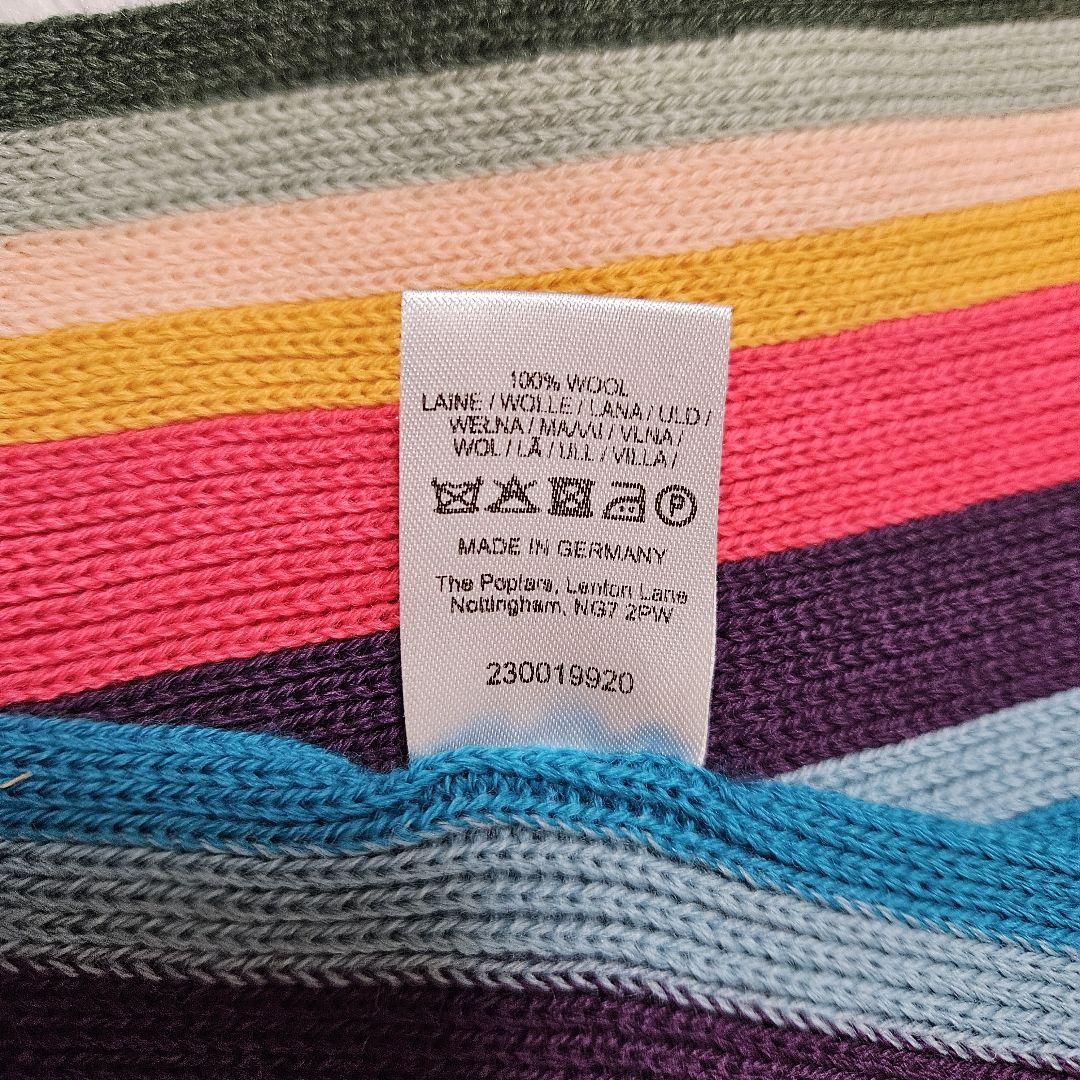 100% WOOL
LAINE / WOLLE / LANA / ULD /
WEŁNA / ΜΑΛΛΙ / VLNA /
WOL / LÃ / ULL / VILLA /
P
MADE IN GERMANY
The Poplars, Lenton Lane
Nottingham, NG7 2PW
230019920